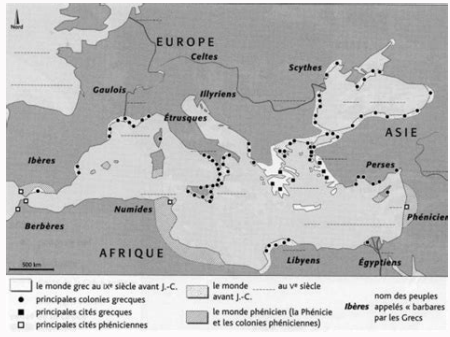 Nord
EUROPE
Celtes
Scythes
Gaulois
Illyriens
Étrusques
ASIE
Ibères
Perses
Phéniciens
Numides
Berbères
AFRIQUE
Libyens
Égyptiens
500 km
le monde grec au IXe siècle avant J.-C.
principales colonies grecques
principales cités grecques
principales cités phéniciennes
le monde ........... au Ve siècle
avant J.-C.
le monde phénicien (la Phénicie
et les colonies phéniciennes)
Ibères
nom des peuples
appelés « barbares
par les Grecs